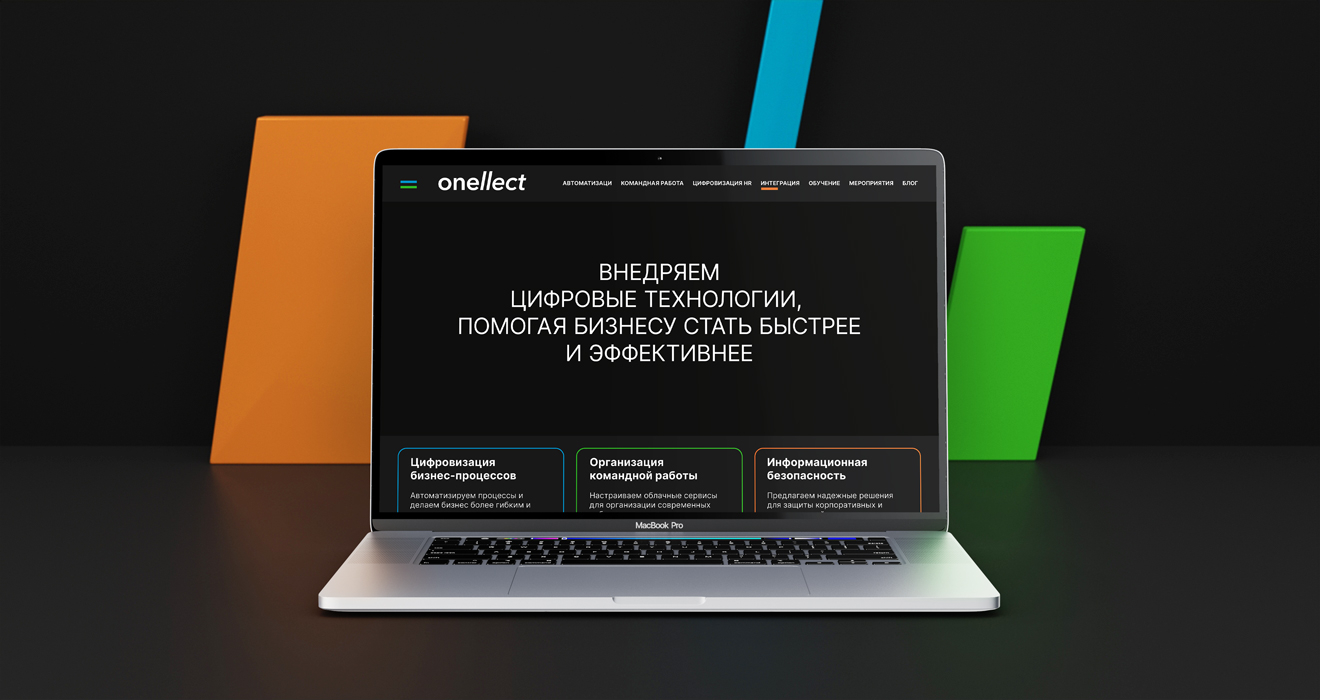 onellect
АВТОМАТИЗАЦИ КОМАНДНАЯ РАБОТА ЦИФРОВИЗАЦИЯ HR ИНТЕГРАЦИЯ ОБУЧЕНИЕ МЕРОПРИЯТИЯ БЛОГ
ВНЕДРЯЕМ
ЦИФРОВЫЕ ТЕХНОЛОГИИ,
ПОМОГАЯ БИЗНЕСУ СТАТЬ БЫСТРЕЕ
И ЭФФЕКТИВНЕЕ
Цифровизация
бизнес-процессов
Автоматизируем процессы и
делаем бизнес более гибким и
Организация
командной работы
Настраиваем облачные сервисы
для организации современных
Информационная
безопасность
Предлагаем надежные решения
для защиты корпоративных и
MacBook Pro